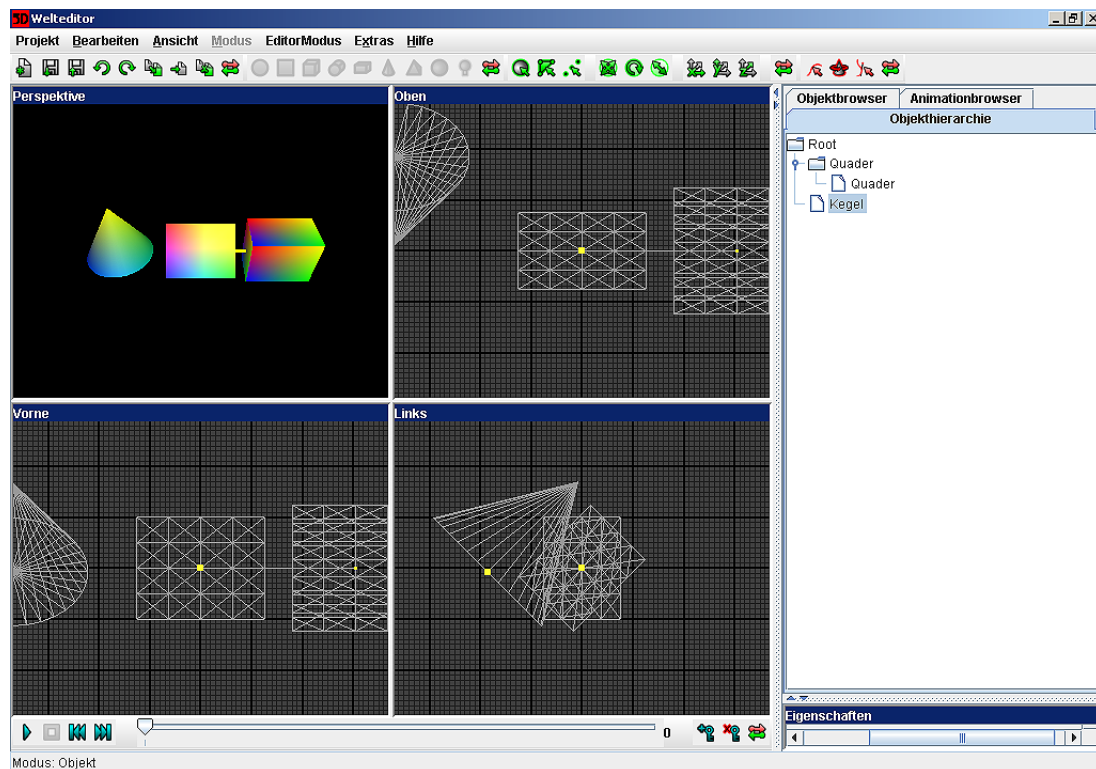 3D Welteditor
Projekt Bearbeiten Ansicht Modus EditorModus Extras Hilfe
Perspektive
Oben
Objektbrowser Animationbrowser
Objekthierarchie
Root
Quader
Quader
Kegel
Vorne
Links
0
Eigenschaften
Modus: Objekt